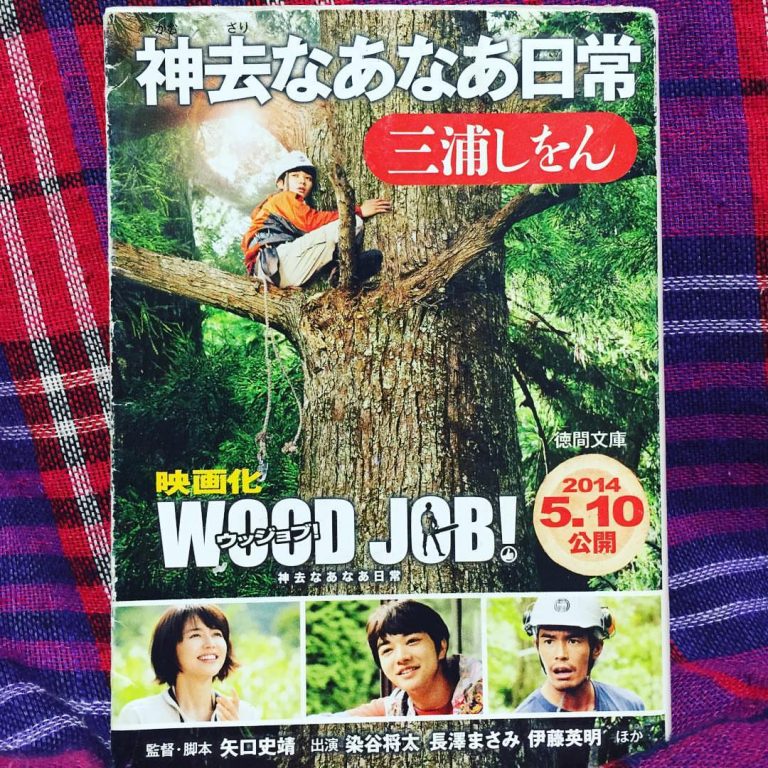 かむ さり
神去なあなあ日常
三浦しをん
徳間文庫
映画化
WOOD JOB!
ウッジョブ!
神去なあなあ日常
2014
5.10
公開
監督・脚本 矢口史靖 出演 染谷将太 長澤まさみ 伊藤英明 ほか